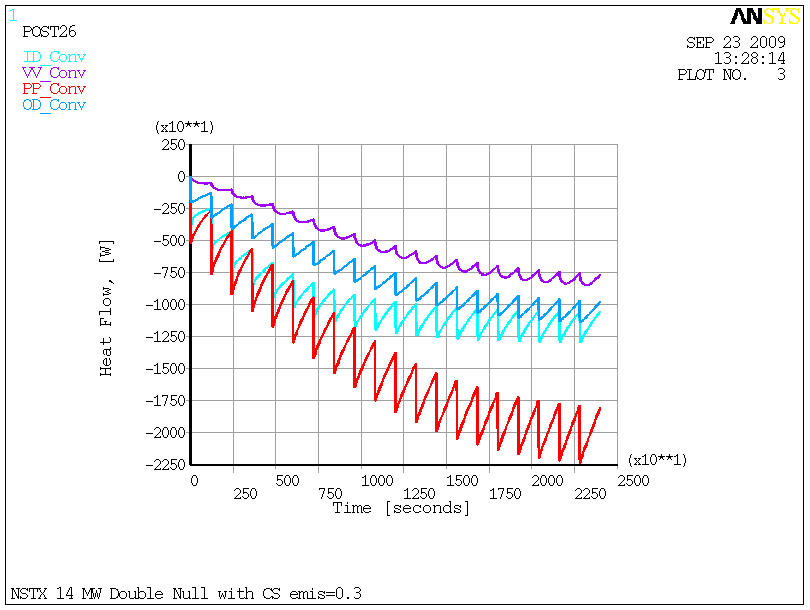 1
ANSYS
POST26
SEP 23 2009
13:28:14
PLOT NO. 3
ID_Conv
VV_Conv
PP_Conv
OD_Conv
(x10**1)
250
0
-250
-500
-750
-1000
-1250
-1500
-1750
-2000
-2250
Heat Flow, [W]
(x10**1)
0 500 1000 1500 2000 2500
250 750 1250 1750 2250
Time [seconds]
NSTX 14 MW Double Null with CS emis=0.3